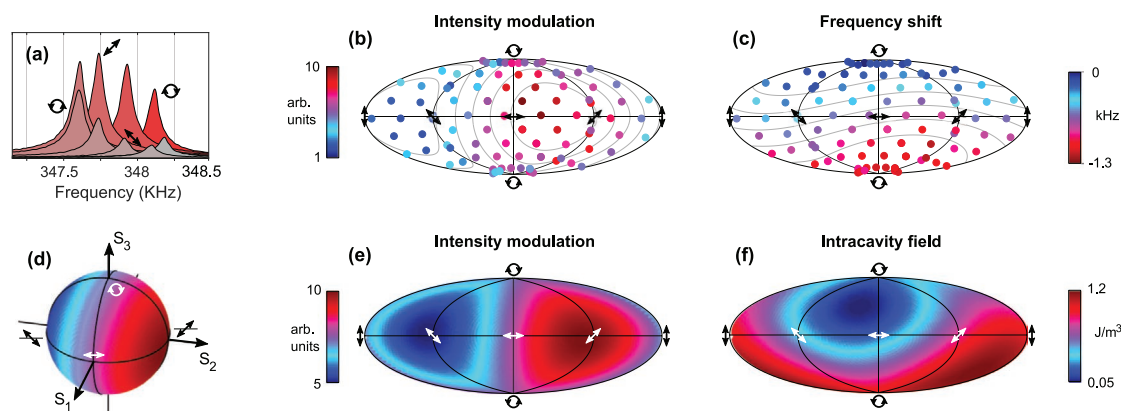 (a)
347.5 348 348.5
Frequency (KHz)
Intensity modulation
(b)
10
arb.
units
1
Frequency shift
(c)
0
kHz
-1.3
(d)
S3
S2
S1
Intensity modulation
(e)
10
arb.
units
5
Intracavity field
(f)
1.2
J/m³
0.05